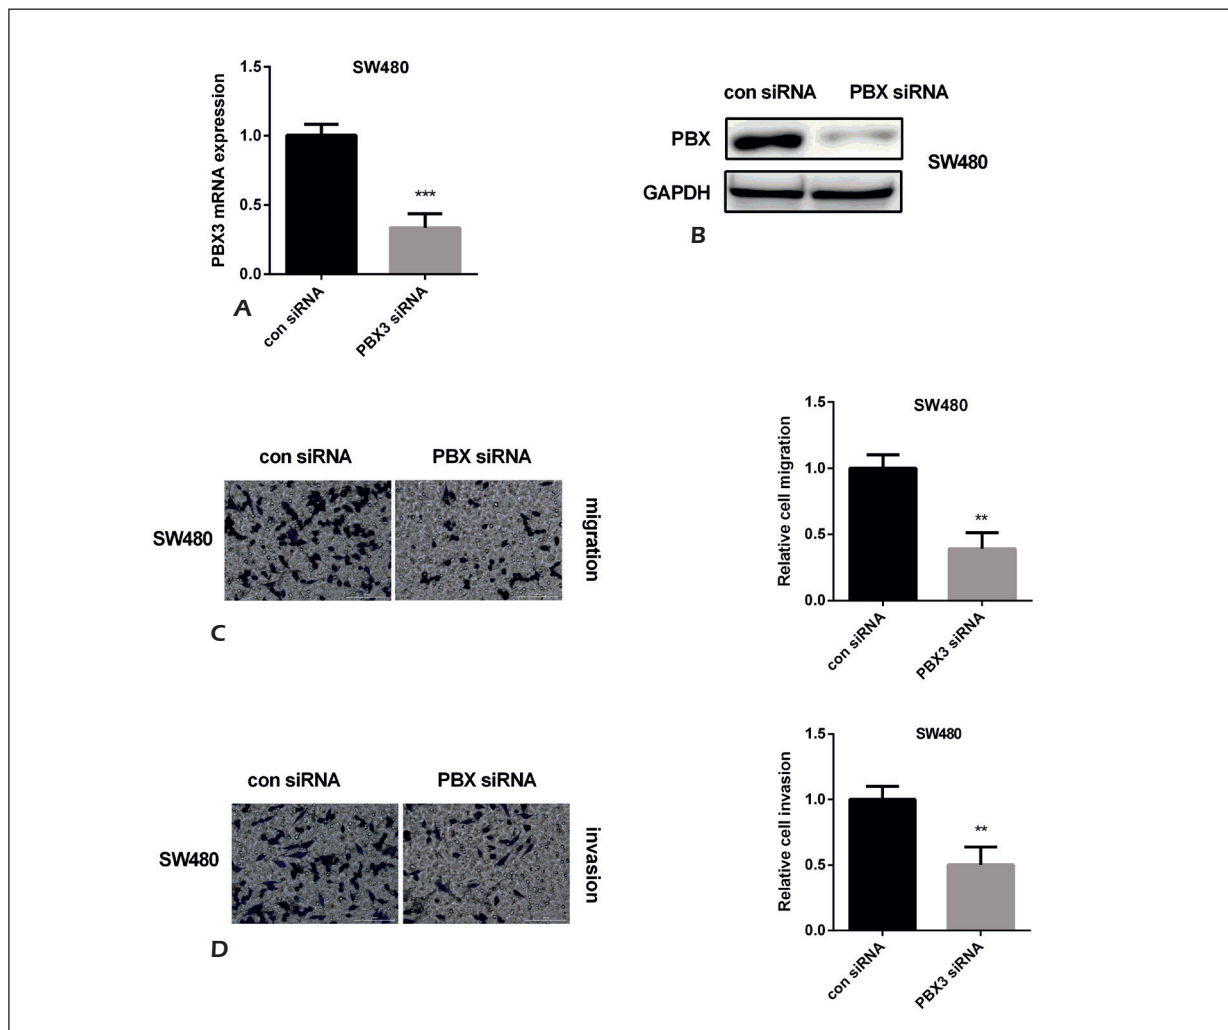 SW480
PBX3 mRNA expression
1.5
1.0
0.5
0.0
***
con siRNA
PBX3 siRNA
A
con siRNA PBX siRNA
PBX
GAPDH
SW480
B
con siRNA PBX siRNA
SW480
migration
C
SW480
Relative cell migration
1.5
1.0
0.5
0.0
**
con siRNA
PBX3 siRNA
con siRNA PBX siRNA
SW480
invasion
D
SW480
Relative cell invasion
1.5
1.0
0.5
0.0
**
con siRNA
PBX3 siRNA